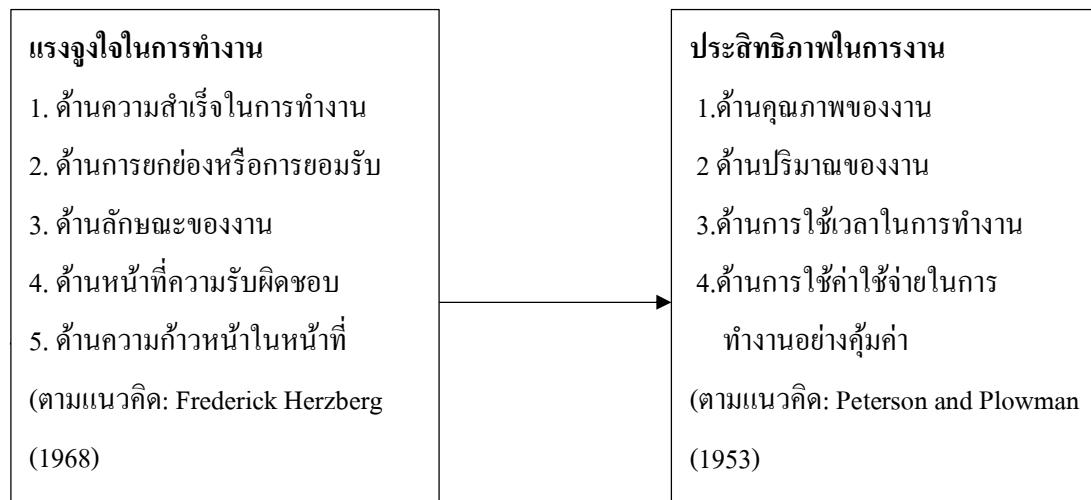 แรงจูงใจในการทำงาน
1. ด้านความสำเร็จในการทำงาน
2. ด้านการยกย่องหรือการยอมรับ
3. ด้านลักษณะของงาน
4. ด้านหน้าที่ความรับผิดชอบ
5. ด้านความก้าวหน้าในหน้าที่
(ตามแนวคิด: Frederick Herzberg
(1968)
ประสิทธิภาพในการงาน
1.ด้านคุณภาพของงาน
2 ด้านปริมาณของงาน
3.ด้านการใช้เวลาในการทำงาน
4.ด้านการใช้ค่าใช้จ่ายในการ
ทำงานอย่างคุ้มค่า
(ตามแนวคิด: Peterson and Plowman
(1953)